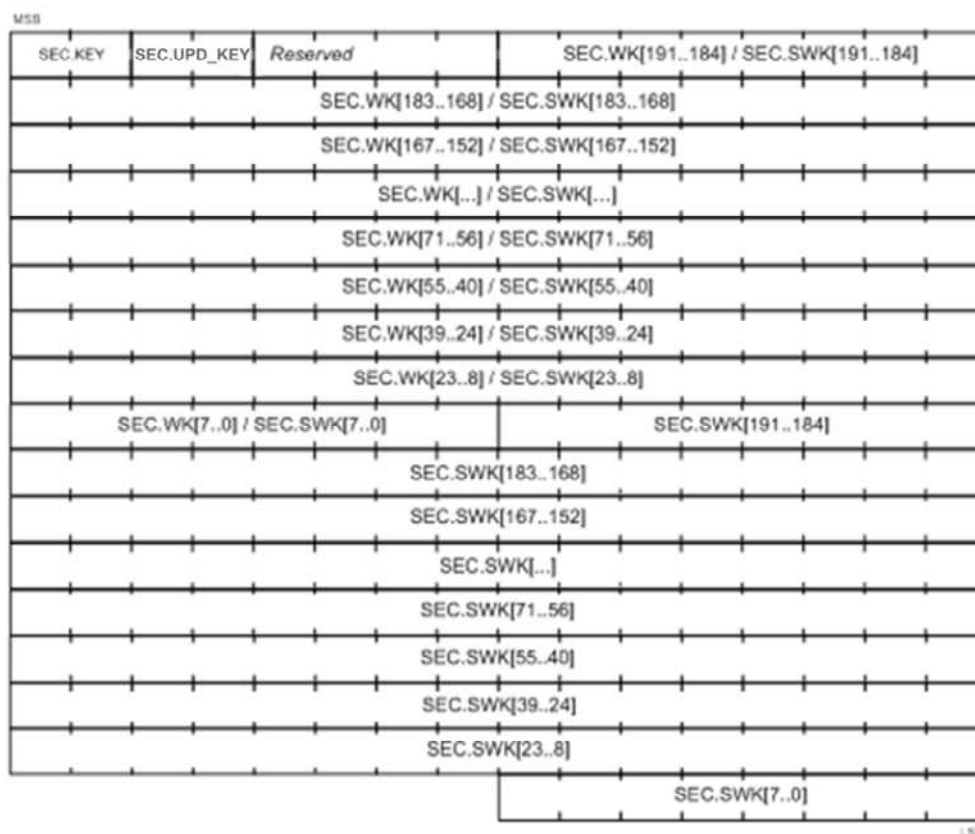 MSB
SEC.KEY SEC.UPD_KEY Reserved SEC.WK[191..184] / SEC.SWK[191..184]
SEC.WK[183..168] / SEC.SWK[183..168]
SEC.WK[167..152] / SEC.SWK[167..152]
SEC.WK[...] / SEC.SWK[...]
SEC.WK[71..56] / SEC.SWK[71..56]
SEC.WK[55..40] / SEC.SWK[55..40]
SEC.WK[39..24] / SEC.SWK[39..24]
SEC.WK[23..8] / SEC.SWK[23..8]
SEC.WK[7..0] / SEC.SWK[7..0] SEC.SWK[191..184]
SEC.SWK[183..168]
SEC.SWK[167..152]
SEC.SWK[...]
SEC.SWK[71..56]
SEC.SWK[55..40]
SEC.SWK[39..24]
SEC.SWK[23..8]
SEC.SWK[7..0]